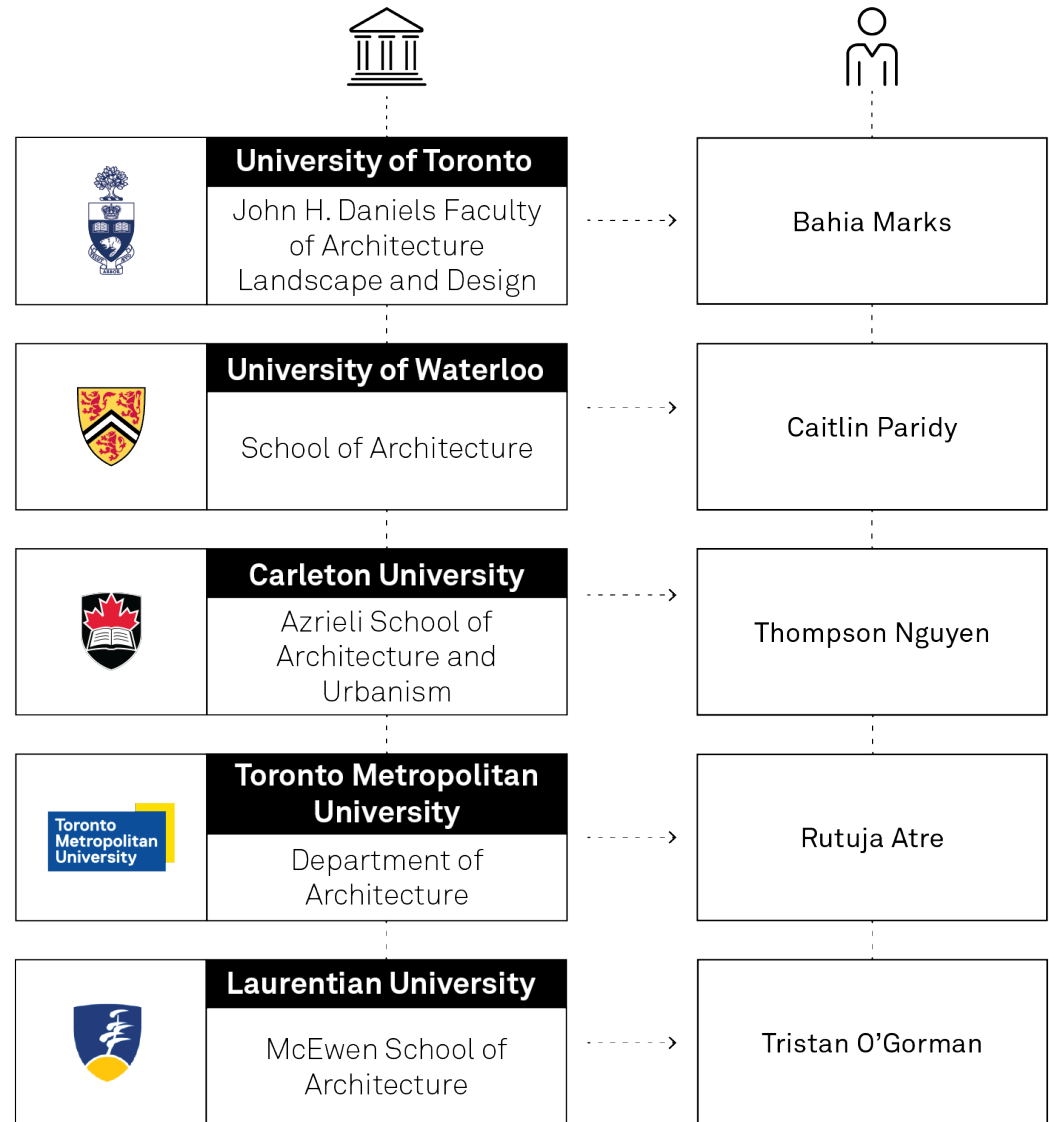 University of Toronto
John H. Daniels Faculty
of Architecture
Landscape and Design
Bahia Marks
University of Waterloo
School of Architecture
Caitlin Paridy
Carleton University
Azrieli School of
Architecture and
Urbanism
Thompson Nguyen
Toronto
Metropolitan
University
Toronto Metropolitan
University
Department of
Architecture
Rutuja Atre
Laurentian University
McEwen School of
Architecture
Tristan O'Gorman